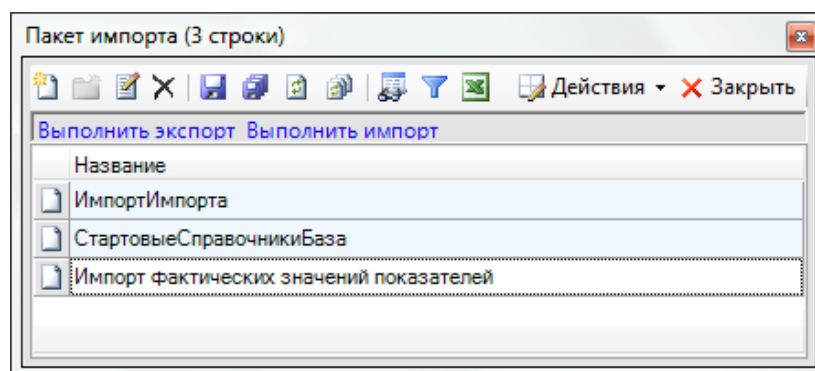 Пакет импорта (3 строки)
Действия Закрыть
Выполнить экспорт Выполнить импорт
Название
ИмпортИмпорта
СтартовыеСправочникиБаза
Импорт фактических значений показателей